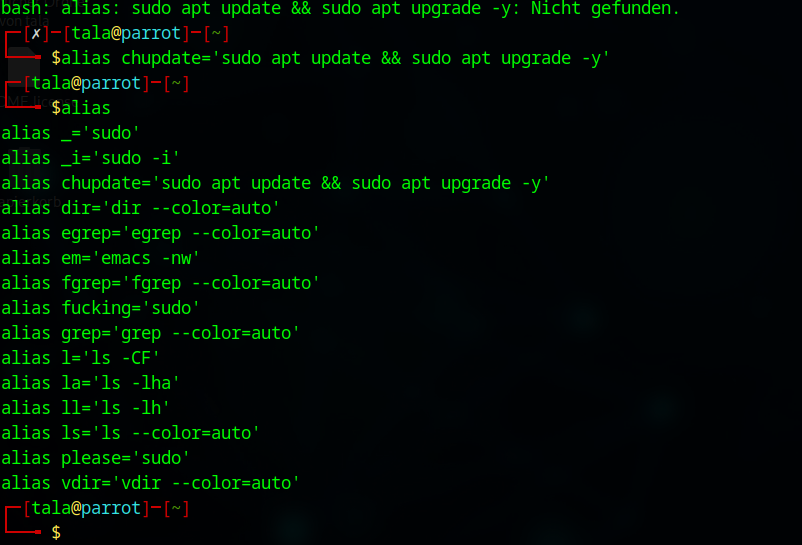 bash: alias: sudo apt update && sudo apt upgrade -y: Nicht gefunden.
┌─[✗]─[tala@parrot]─[~]
└──╼ $alias chupdate='sudo apt update && sudo apt upgrade -y'
┌─[tala@parrot]─[~]
└──╼ $alias
alias _='sudo'
alias _i='sudo -i'
alias chupdate='sudo apt update && sudo apt upgrade -y'
alias dir='dir --color=auto'
alias egrep='egrep --color=auto'
alias em='emacs -nw'
alias fgrep='fgrep --color=auto'
alias fucking='sudo'
alias grep='grep --color=auto'
alias l='ls -CF'
alias la='ls -lha'
alias ll='ls -lh'
alias ls='ls --color=auto'
alias please='sudo'
alias vdir='vdir --color=auto'
┌─[tala@parrot]─[~]
└──╼ $